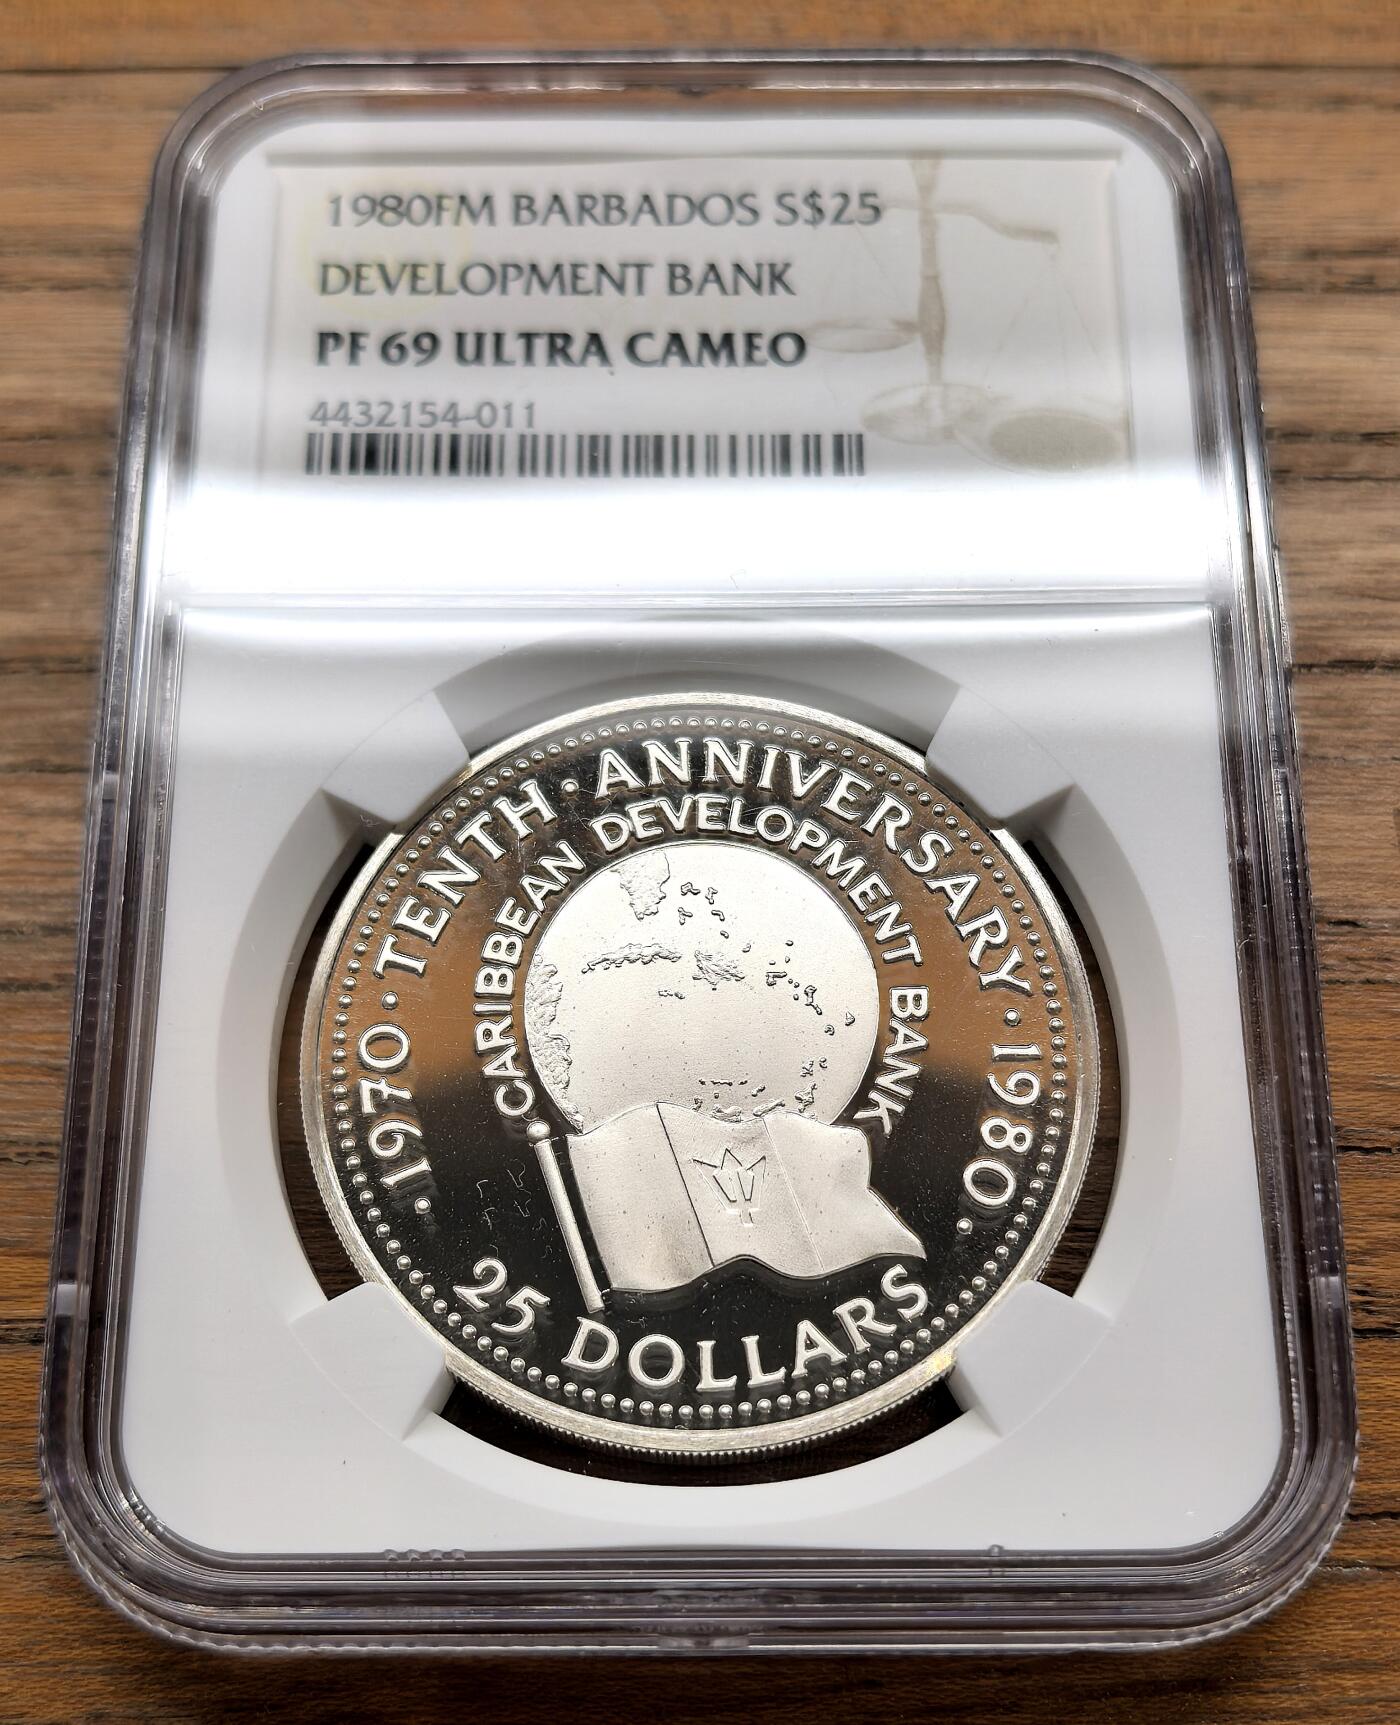 1980FM BARBADOS S$25
DEVELOPMENT BANK
PF 69 ULTRA CAMEO
4432154-011
· 1970 · TENTH · ANNIVERSARY · 1980 ·
CARIBBEAN DEVELOPMENT BANK
25 DOLLARS